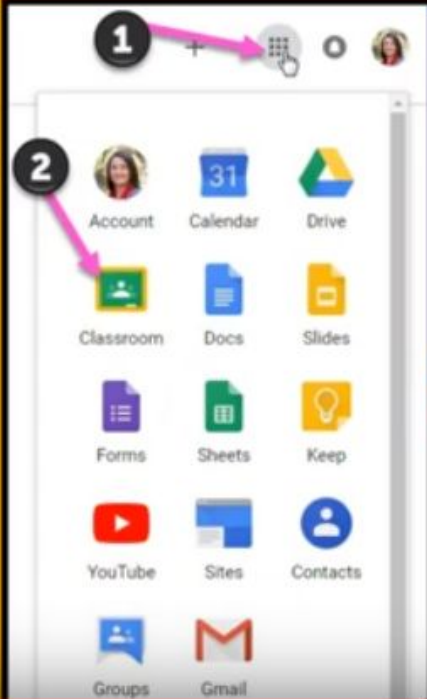 1
2
31
Account Calendar Drive
Classroom Docs Slides
Forms Sheets Keep
YouTube Sites Contacts
Groups Gmail